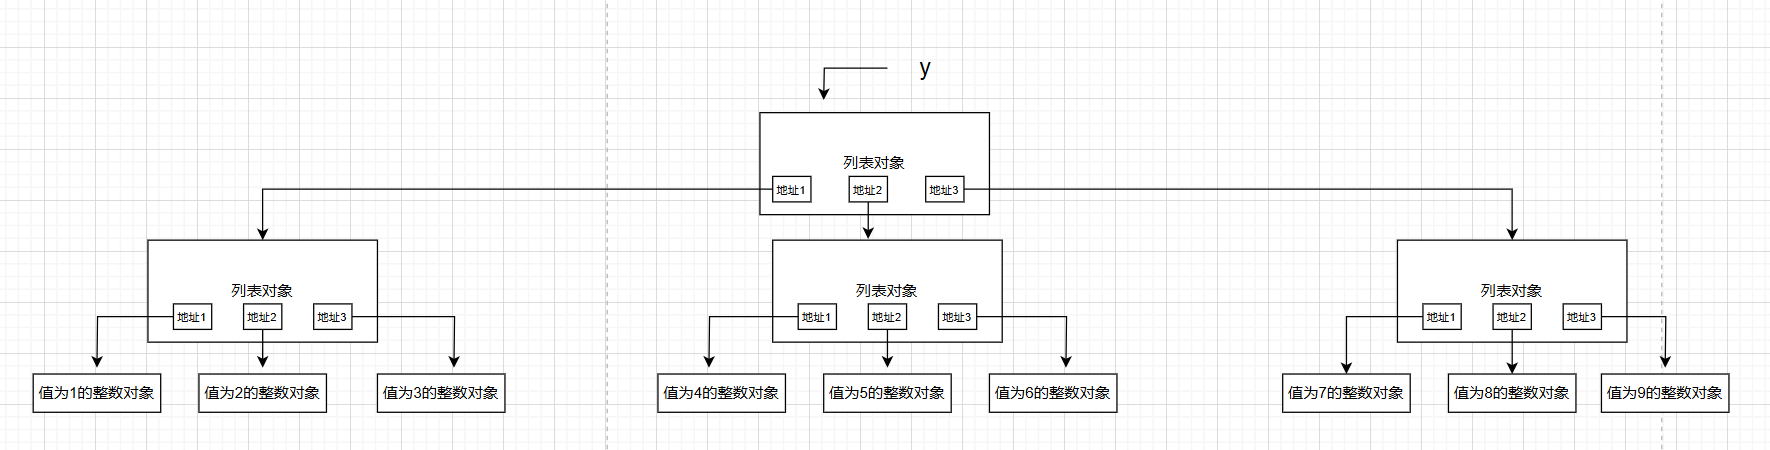 y
列表对象
地址1 地址2 地址3
列表对象 列表对象 列表对象
地址1 地址2 地址3 地址1 地址2 地址3 地址1 地址2 地址3
值为1的整数对象 值为2的整数对象 值为3的整数对象 值为4的整数对象 值为5的整数对象 值为6的整数对象 值为7的整数对象 值为8的整数对象 值为9的整数对象